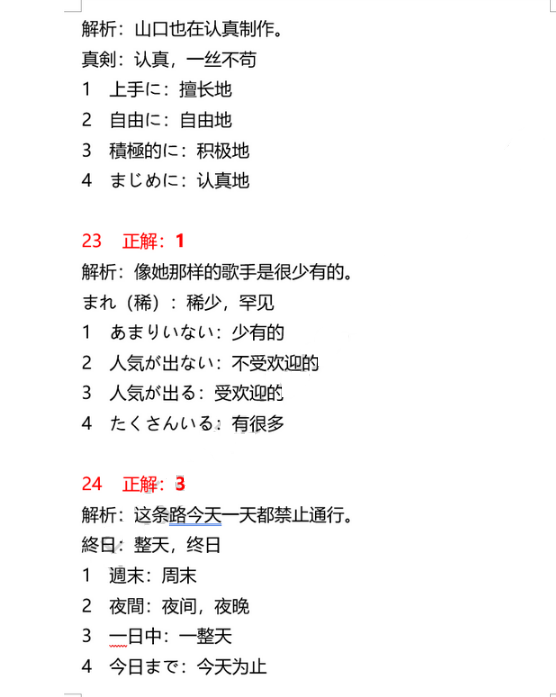 解析：山口也在认真制作。
真剣：认真，一丝不苟
1 上手に：擅长地
2 自由に：自由地
3 積極的に：积极地
4 まじめに：认真地
23 正解：1
解析：像她那样的歌手是很少有的。
まれ（稀）：稀少，罕见
1 あまりいない：少有的
2 人気が出ない：不受欢迎的
3 人気が出る：受欢迎的
4 たくさんいる：有很多
24 正解：3
解析：这条路今天一天都禁止通行。
終日：整天，终日
1 週末：周末
2 夜間：夜间，夜晚
3 一日中：一整天
4 今日まで：今天为止